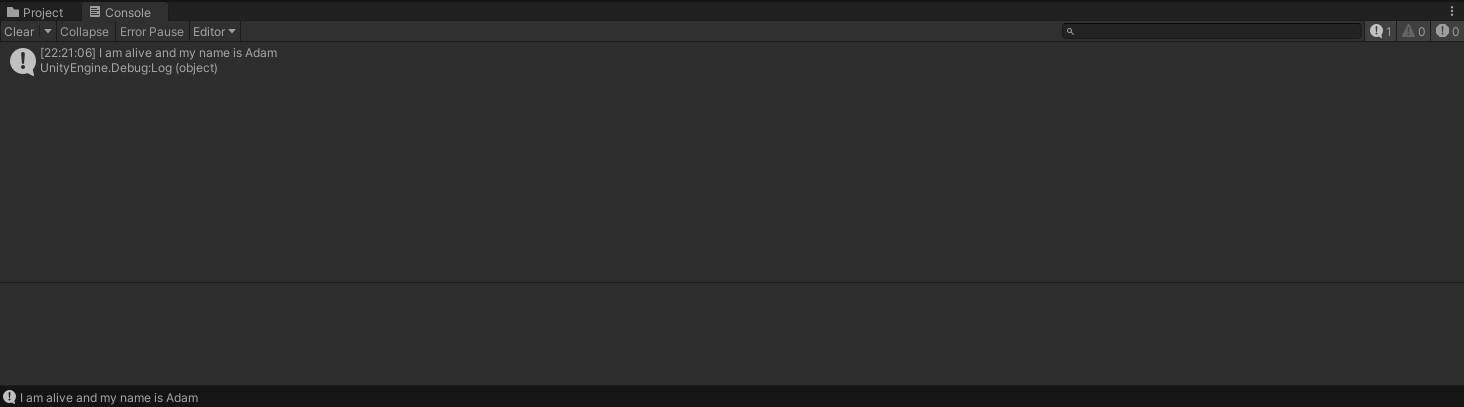 Project Console
Clear Collapse Error Pause Editor 1 0 0
[22:21:06] I am alive and my name is Adam
UnityEngine.Debug:Log (object)
I am alive and my name is Adam